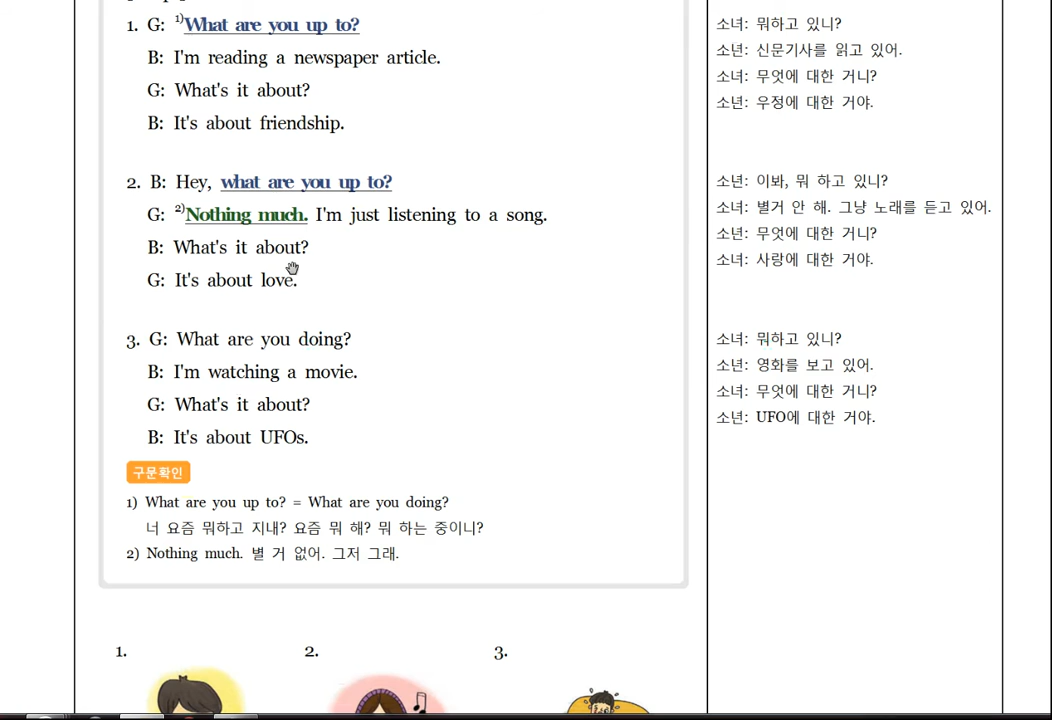 1. G: 1)What are you up to?
B: I'm reading a newspaper article.
G: What's it about?
B: It's about friendship.
2. B: Hey, what are you up to?
G: 2)Nothing much. I'm just listening to a song.
B: What's it about?
G: It's about love.
3. G: What are you doing?
B: I'm watching a movie.
G: What's it about?
B: It's about UFOs.
구문확인
1) What are you up to? = What are you doing?
너 요즘 뭐하고 지내? 요즘 뭐 해? 뭐 하는 중이니?
2) Nothing much. 별 거 없어. 그저 그래.
1. 2. 3.
소녀: 뭐하고 있니?
소년: 신문기사를 읽고 있어.
소녀: 무엇에 대한 거니?
소년: 우정에 대한 거야.
소년: 이봐, 뭐 하고 있니?
소녀: 별거 안 해. 그냥 노래를 듣고 있어.
소년: 무엇에 대한 거니?
소녀: 사랑에 대한 거야.
소녀: 뭐하고 있니?
소년: 영화를 보고 있어.
소녀: 무엇에 대한 거니?
소년: UFO에 대한 거야.